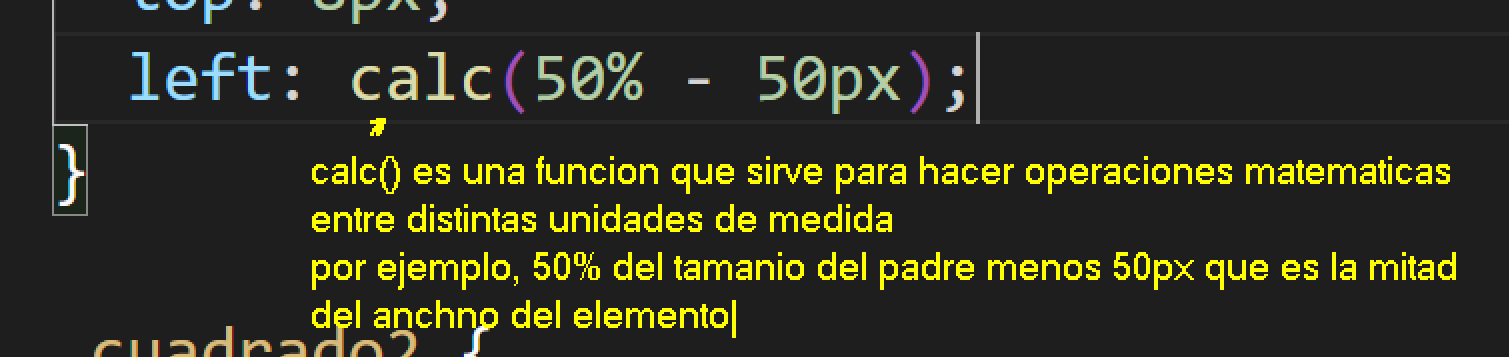 top: 8px;
left: calc(50% - 50px);
}
calc() es una funcion que sirve para hacer operaciones matematicas
entre distintas unidades de medida
por ejemplo, 50% del tamanio del padre menos 50px que es la mitad
del anchno del elemento
cuadrado2 {